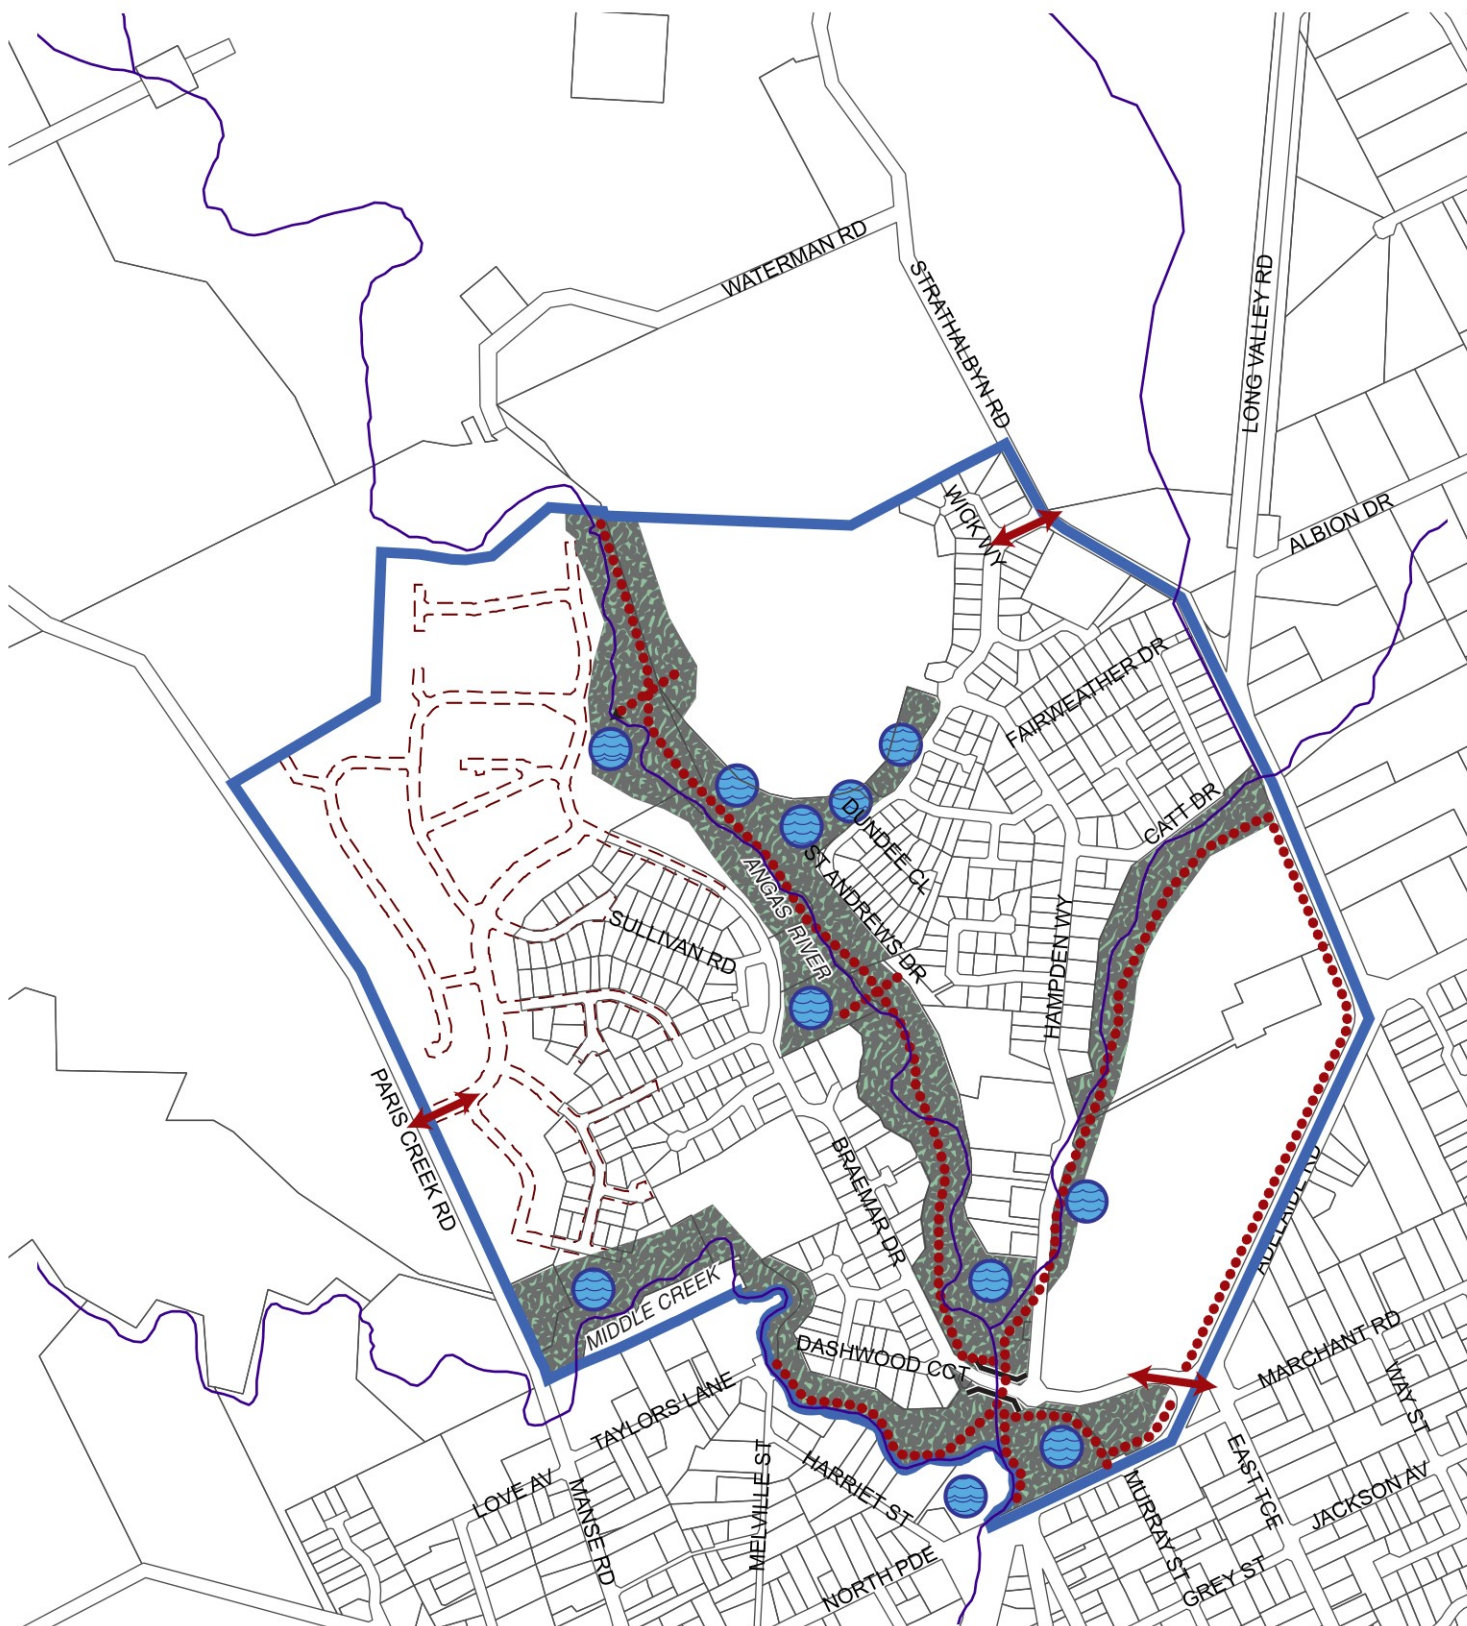 WATERMAN RD
STRATHALBYN RD
LONG VALLEY RD
WICK WY
ALBION DR
FAIRWEATHER DR
CATT DR
DUNDEE CL
ST ANDREWS DR
ANGAS RIVER
SULLIVAN RD
HAMPDEN WY
PARIS CREEK RD
BRAEMAR DR
ADELAIDE RD
MIDDLE CREEK
DASHWOOD CCT
MARCHANT RD
TAYLORS LANE
WAY ST
LOVE AV
MANSE RD
MELVILLE ST
HARRIET ST
EAST TCE
JACKSON AV
MURRAY ST
NORTH PDE
GREY ST